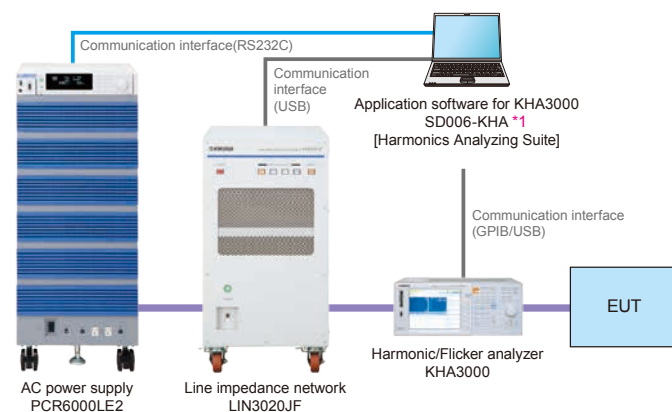 Communication interface(RS232C)
Communication
interface
(USB)
Application software for KHA3000
SD006-KHA *1
[Harmonics Analyzing Suite]
Communication interface
(GPIB/USB)
EUT
Harmonic/Flicker analyzer
KHA3000
AC power supply
PCR6000LE2
Line impedance network
LIN3020JF